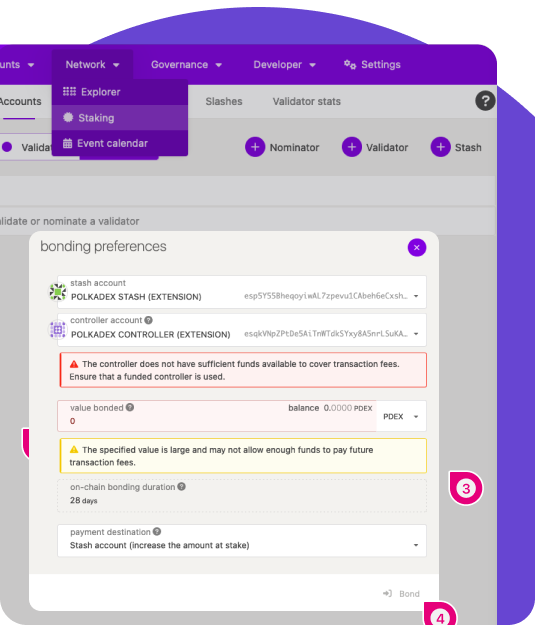 unts Network Governance Developer Settings
Explorer
Accounts Slashes Validator stats ?
Staking
Event calendar
Validat + Nominator + Validator + Stash
alidate or nominate a validator
bonding preferences
stash account
POLKADEX STASH (EXTENSION) esp5YS5BheqoyiwAL7zpevu1CAbeh6eCxsh…
controller account ?
POLKADEX CONTROLLER (EXTENSION) esqkVNpZPtDe5AiTnWTdkSYxy8A5nrLSuKA…
The controller does not have sufficient funds available to cover transaction fees.
Ensure that a funded controller is used.
value bonded ? balance 0.0000 PDEX
0 PDEX
The specified value is large and may not allow enough funds to pay future
transaction fees.
on-chain bonding duration ?
28 days
3
payment destination ?
Stash account (increase the amount at stake)
Bond
4